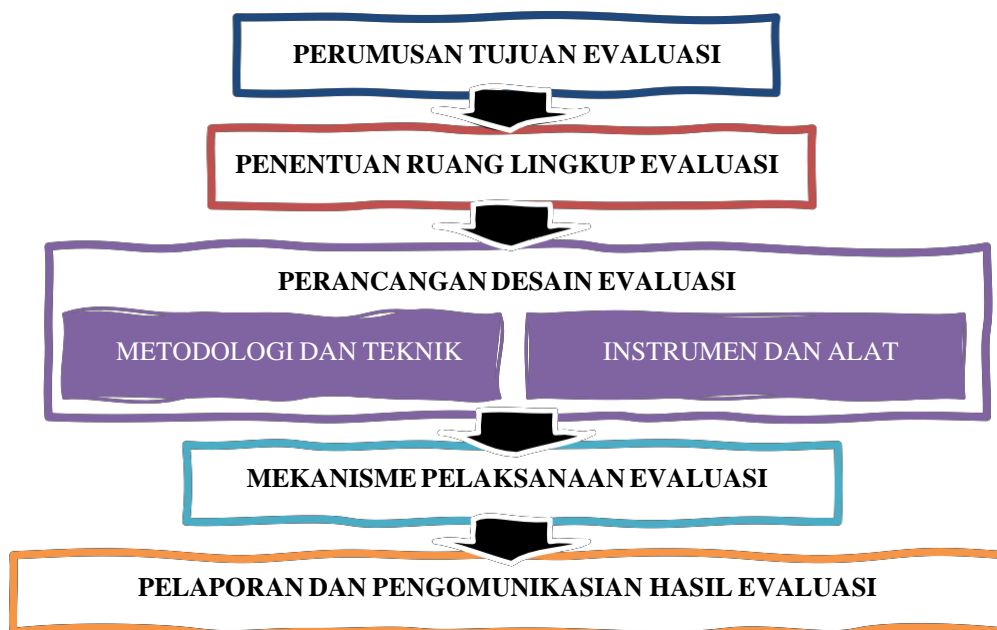 PERUMUSAN TUJUAN EVALUASI
PENENTUAN RUANG LINGKUP EVALUASI
PERANCANGAN DESAIN EVALUASI
METODOLOGI DAN TEKNIK
INSTRUMEN DAN ALAT
MEKANISME PELAKSANAAN EVALUASI
PELAPORAN DAN PENGOMUNIKASIAN HASIL EVALUASI